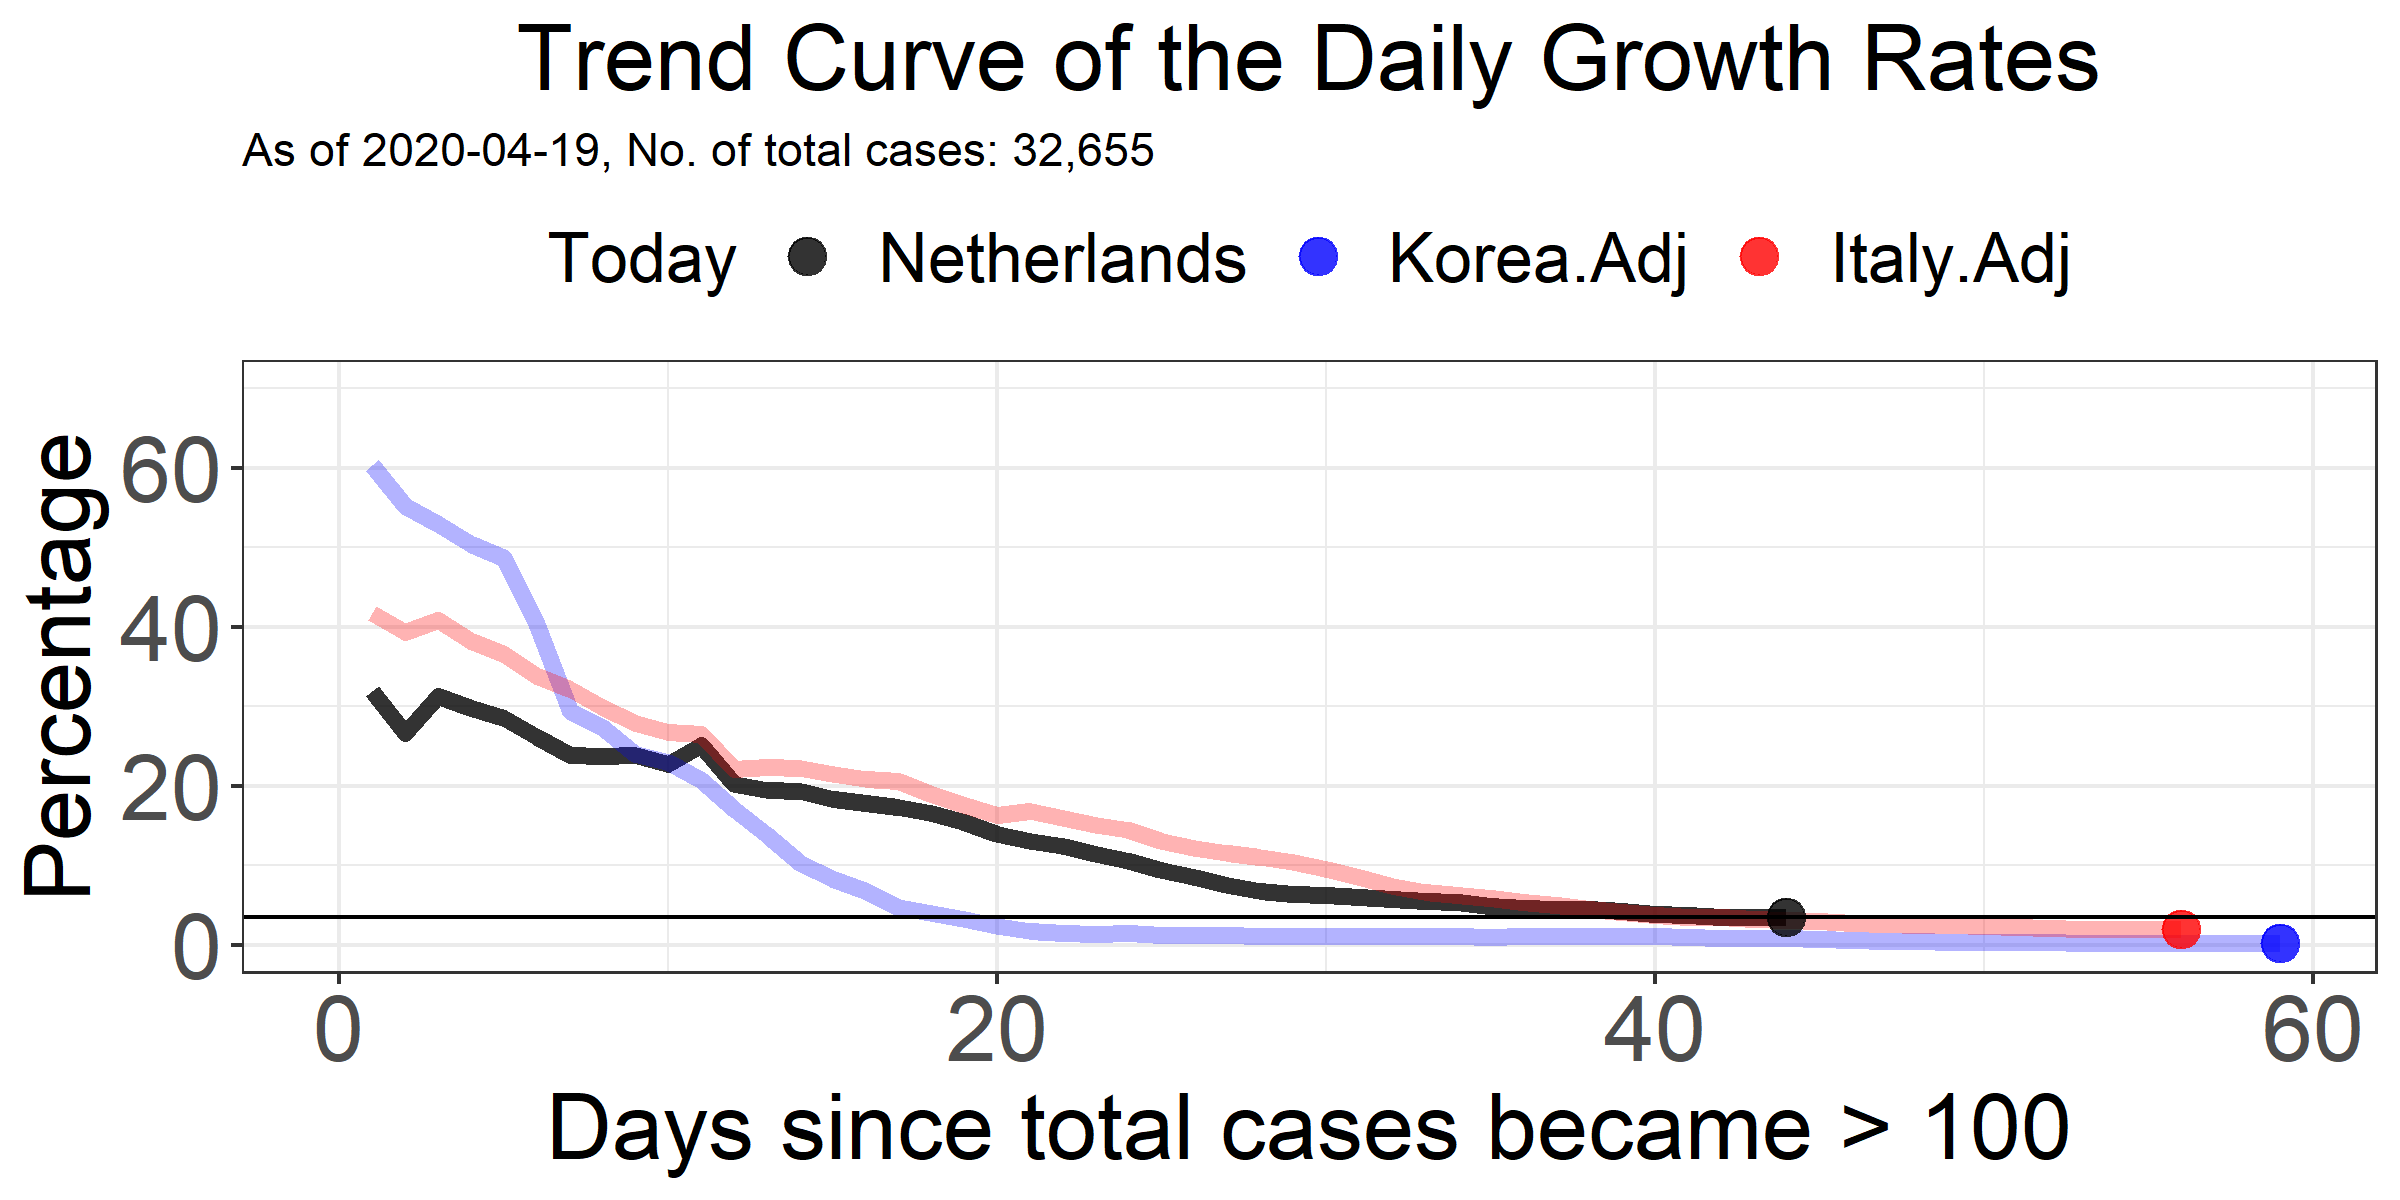 Trend Curve of the Daily Growth Rates
As of 2020-04-19, No. of total cases: 32,655
Today Netherlands Korea.Adj Italy.Adj
Percentage
60
40
20
0
0 20 40 60
Days since total cases became > 100